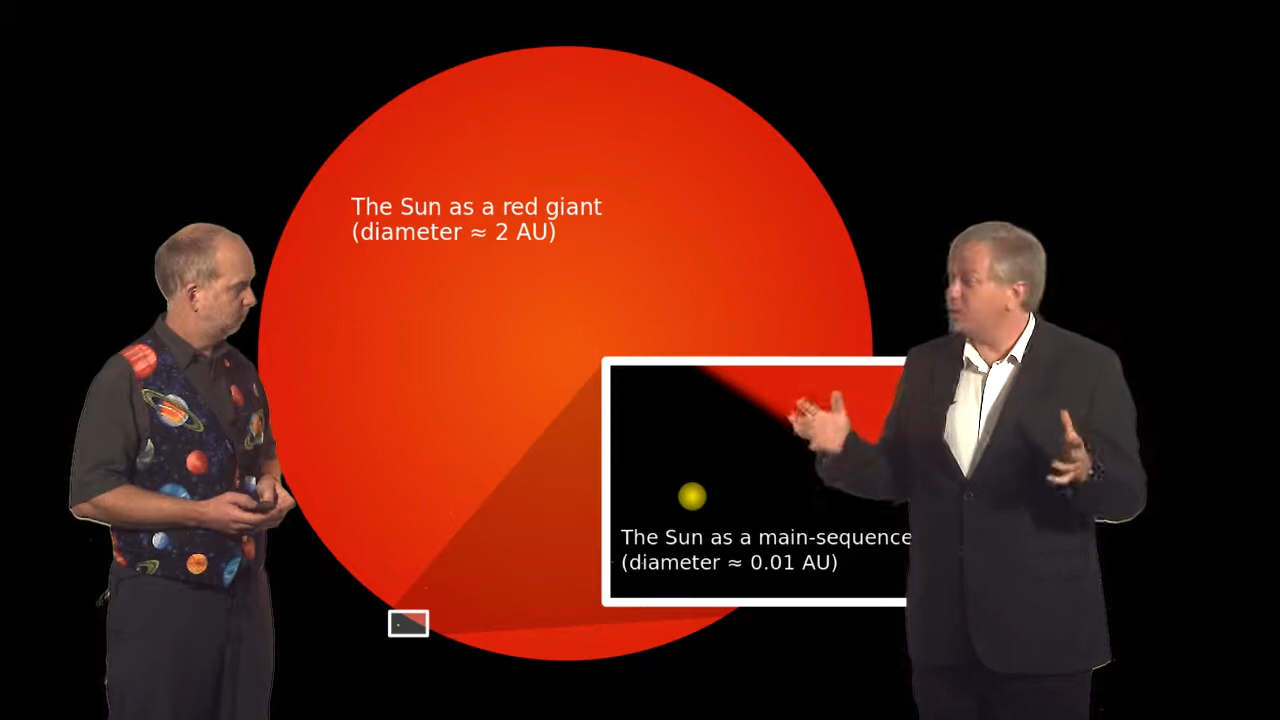 The Sun as a red giant
(diameter ≈ 2 AU)
The Sun as a main-sequence
(diameter ≈ 0.01 AU)